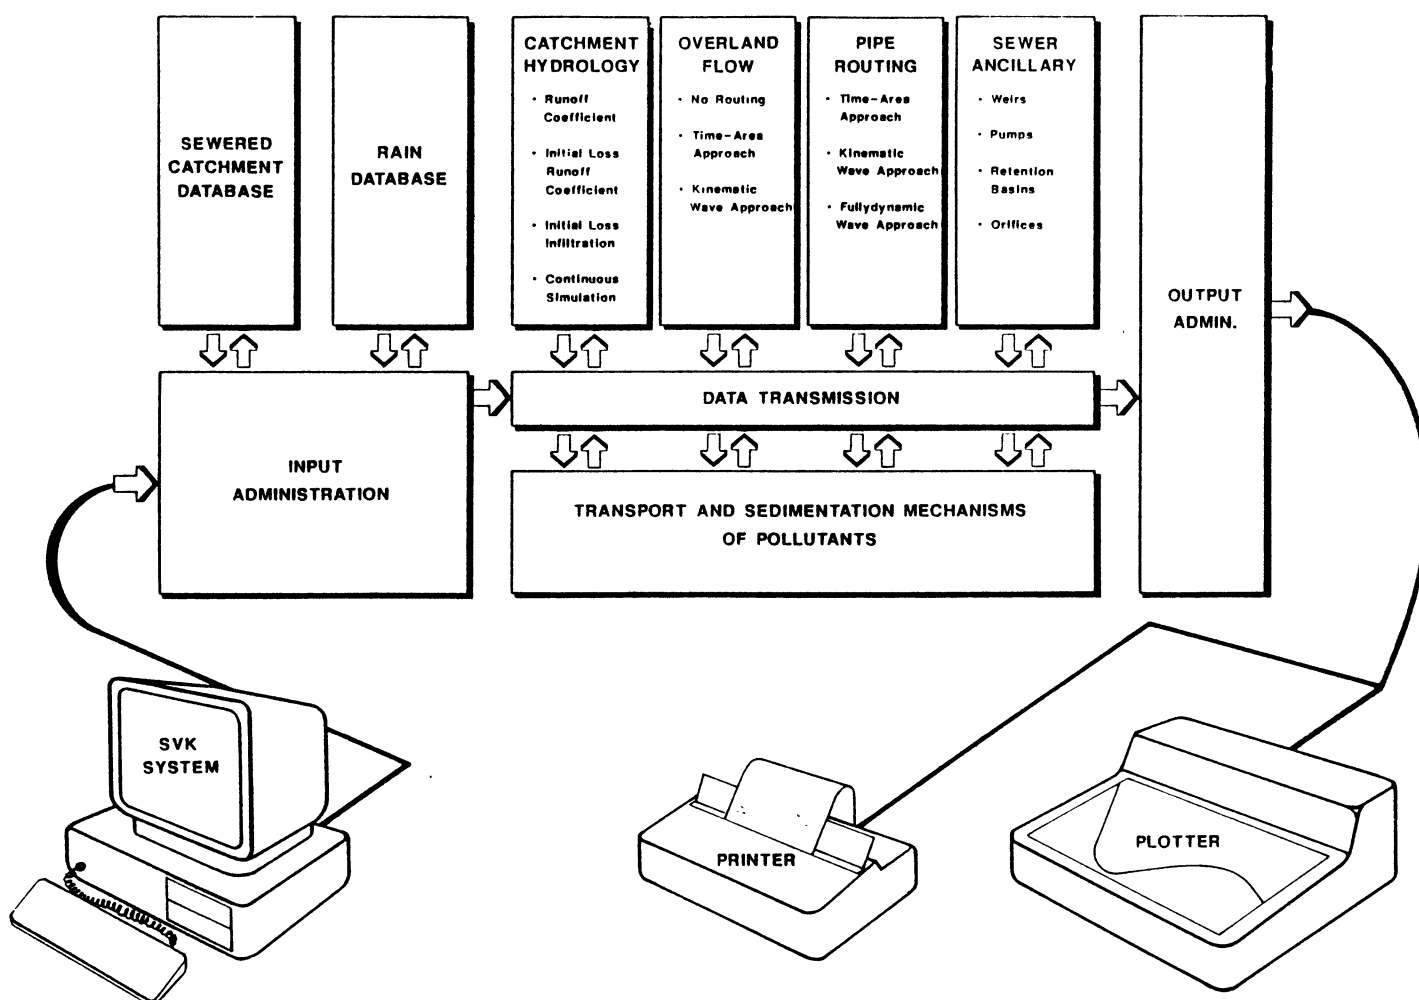 SEWERED
CATCHMENT
DATABASE
RAIN
DATABASE
CATCHMENT
HYDROLOGY
• Runoff
Coefficient
• Initial Loss
Runoff
Coefficient
• Initial Loss
Infiltration
• Continuous
Simulation
OVERLAND
FLOW
• No Routing
• Time-Area
Approach
• Kinematic
Wave Approach
PIPE
ROUTING
• Time-Area
Approach
• Kinematic
Wave Approach
• Fullydynamic
Wave Approach
SEWER
ANCILLARY
• Weirs
• Pumps
• Retention
Basins
• Orifices
OUTPUT
ADMIN.
DATA TRANSMISSION
INPUT
ADMINISTRATION
TRANSPORT AND SEDIMENTATION MECHANISMS
OF POLLUTANTS
SVK
SYSTEM
PRINTER
PLOTTER